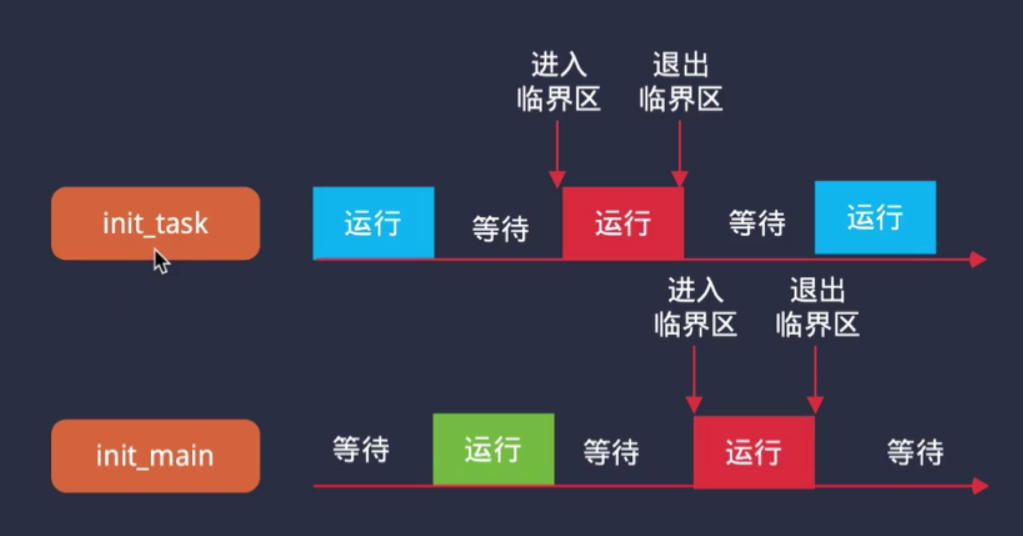 进入
临界区
退出
临界区
init_task
运行
等待
运行
等待
运行
进入
临界区
退出
临界区
init_main
等待
运行
等待
运行
等待